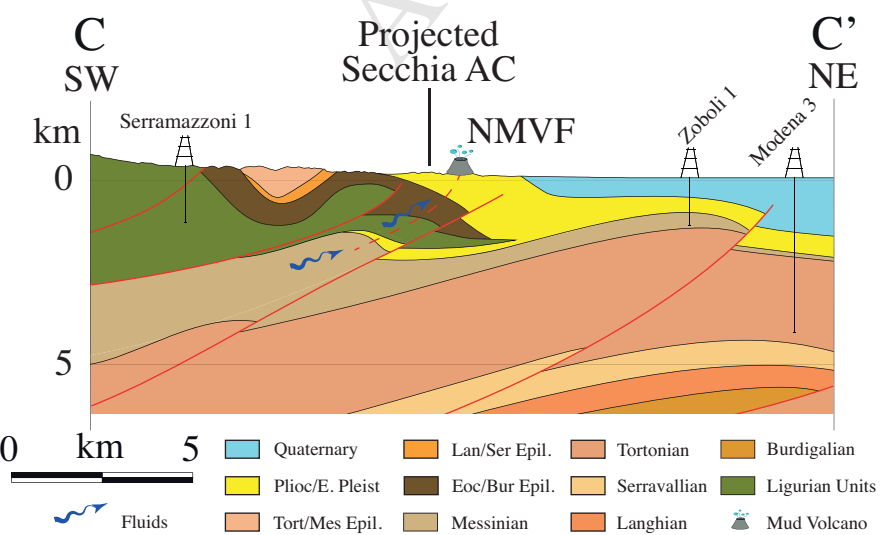 C
SW
Projected
Secchia AC
C’
NE
km
Serramazzoni 1
NMVF
Zoboli 1
Modena 3
0
5
0 km 5
Fluids
Quaternary
Plioc/E. Pleist
Tort/Mes Epil.
Lan/Ser Epil.
Eoc/Bur Epil.
Messinian
Tortonian
Serravallian
Langhian
Burdigalian
Ligurian Units
Mud Volcano